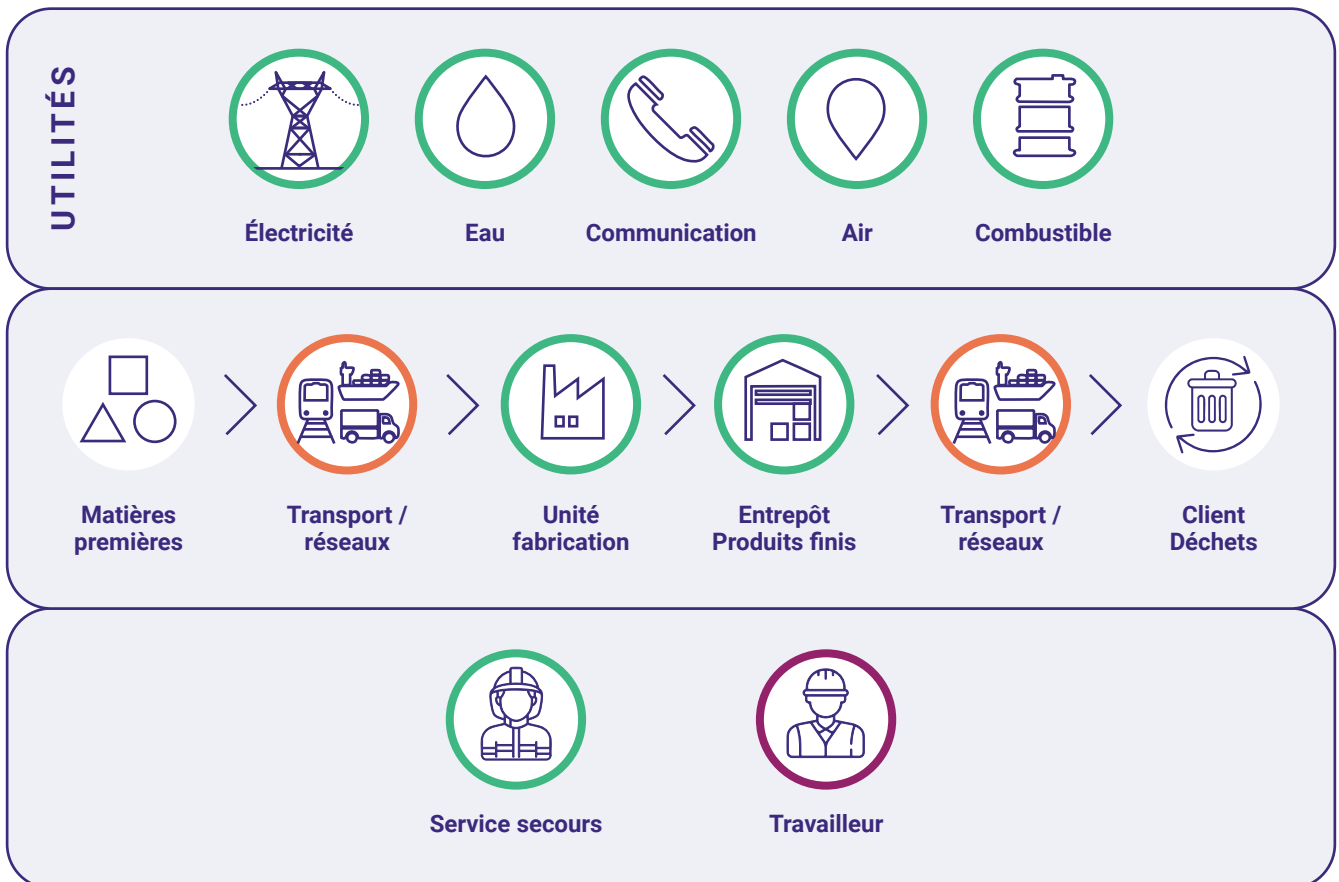 UTILITÉS
Électricité
Eau
Communication
Air
Combustible
Matières
premières
Transport /
réseaux
Unité
fabrication
Entrepôt
Produits finis
Transport /
réseaux
Client
Déchets
Service secours
Travailleur